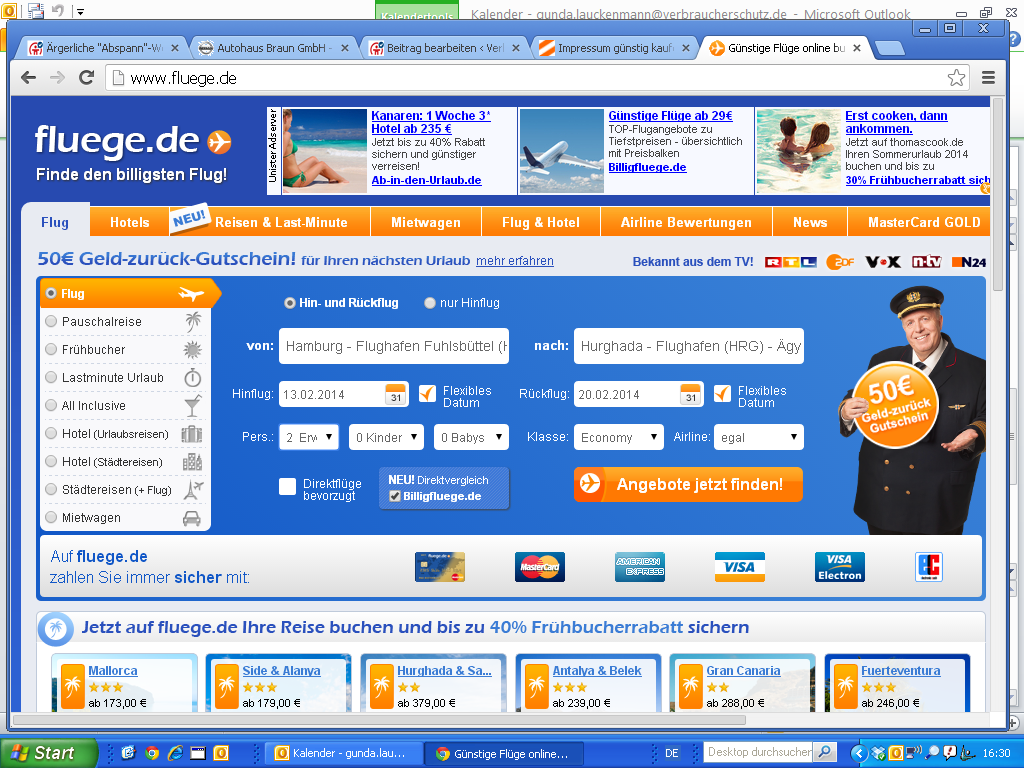 Kalendertools
Kalender - gunda.lauckenmann@verbraucherschutz.de - Microsoft Outlook
Ärgerliche "Abspann"-W
Autohaus Braun GmbH -
Beitrag bearbeiten ‹ Verl
Impressum günstig kauf
Günstige Flüge online bu
www.fluege.de
fluege.de
Finde den billigsten Flug!
Unister Adserver
Kanaren: 1 Woche 3*
Hotel ab 235 €
Jetzt bis zu 40% Rabatt
sichern und günstiger
verreisen!
Ab-in-den-Urlaub.de
Günstige Flüge ab 29€
TOP-Flugangebote zu
Tiefstpreisen - übersichtlich
mit Preisbalken
Billigfluege.de
Erst cooken, dann
ankommen.
Jetzt auf thomascook.de
Ihren Sommerurlaub 2014
buchen und bis zu
30% Frühbucherrabatt sich
Flug
Hotels
NEU!
Reisen & Last-Minute
Mietwagen
Flug & Hotel
Airline Bewertungen
News
MasterCard GOLD
50€ Geld-zurück-Gutschein! für Ihren nächsten Urlaub mehr erfahren
Bekannt aus dem TV! RTL ZDF VOX n-tv N24
Flug
Pauschalreise
Frühbucher
Lastminute Urlaub
All Inclusive
Hotel (Urlaubsreisen)
Hotel (Städtereisen)
Städtereisen (+ Flug)
Mietwagen
Hin- und Rückflug nur Hinflug
von: Hamburg - Flughafen Fuhlsbüttel (H nach: Hurghada - Flughafen (HRG) - Ägy
Hinflug: 13.02.2014 31 Flexibles Datum Rückflug: 20.02.2014 31 Flexibles Datum
Pers.: 2 Erw 0 Kinder 0 Babys Klasse: Economy Airline: egal
Direktflüge
bevorzugt
NEU! Direktvergleich
Billigfluege.de
Angebote jetzt finden!
50€
Geld-zurück
Gutschein
Auf fluege.de
zahlen Sie immer sicher mit:
fluege.de
MasterCard
AMERICAN EXPRESS
VISA
VISA
Electron
EC
Jetzt auf fluege.de Ihre Reise buchen und bis zu 40% Frühbucherrabatt sichern
Mallorca
ab 173,00 €
Side & Alanya
ab 179,00 €
Hurghada & Sa...
ab 379,00 €
Antalya & Belek
ab 239,00 €
Gran Canaria
ab 228,00 €
Fuerteventura
ab 246,00 €
Start
Kalender - gunda.lau...
Günstige Flüge online...
DE
Desktop durchsuchen
16:30